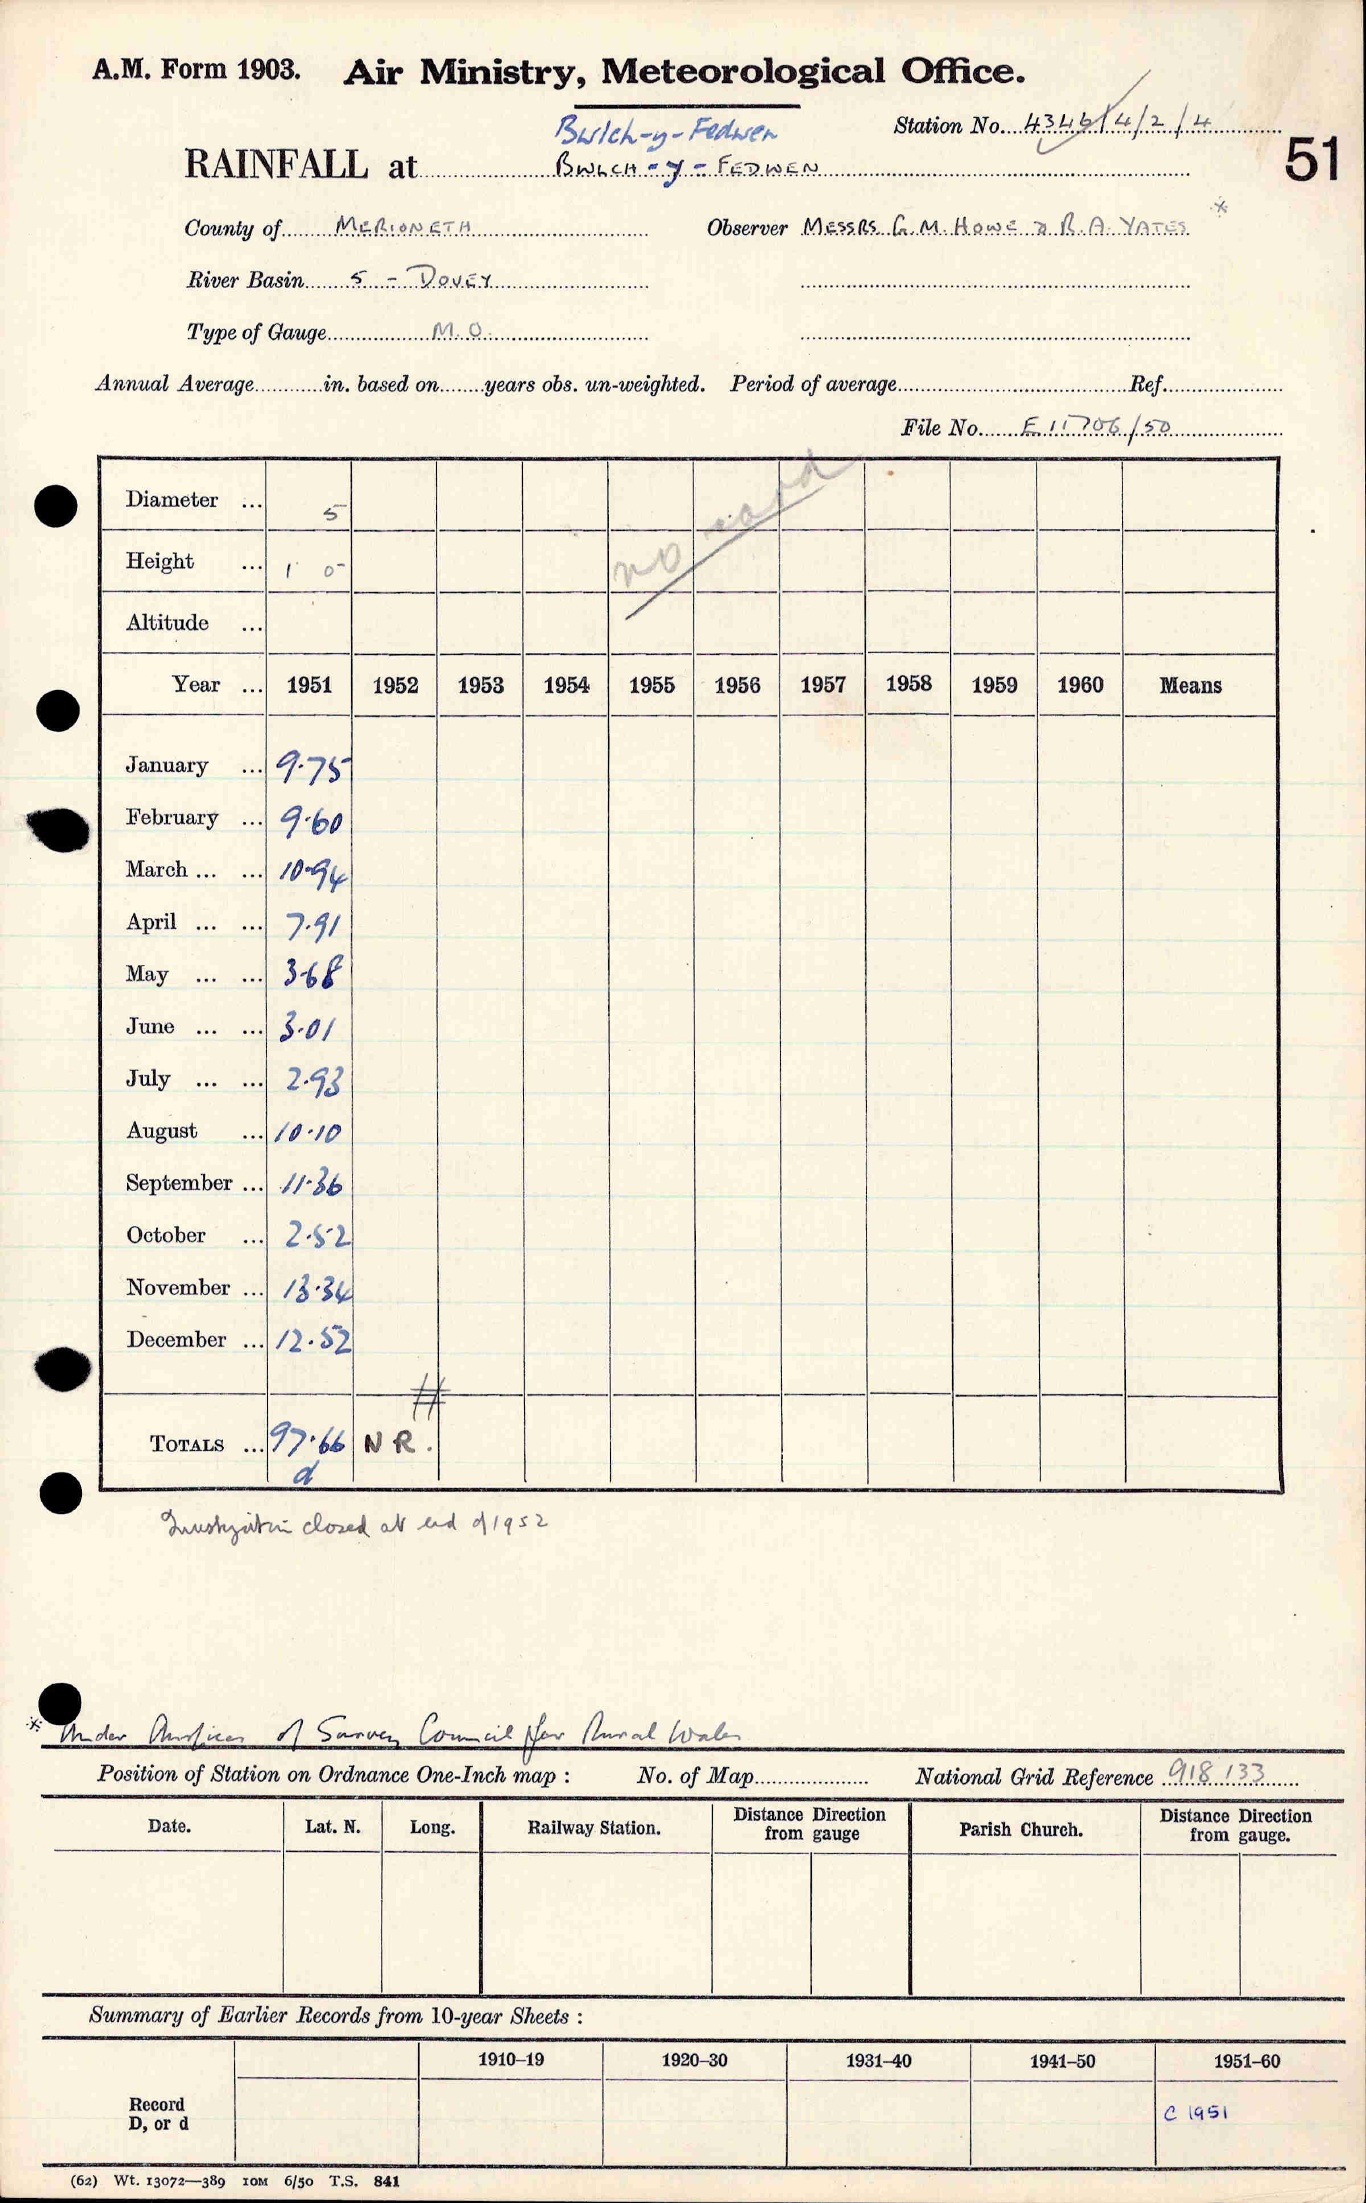 A.M. Form 1903. Air Ministry, Meteorological Office.
Station No. 4346/4/2/4
51
Bwlch-y-Fedwen
RAINFALL at BWLCH-y-FEDWEN
County of MERIONETH Observer MESSRS G.M. HOWE & R.A. YATES *
River Basin 5 - DOVEY
Type of Gauge M.O.
Annual Average in. based on years obs. un-weighted. Period of average Ref.
File No. E11706/50
no card
Diameter ... 5
Height ... 1 0
Altitude ...
Year ... 1951 1952 1953 1954 1955 1956 1957 1958 1959 1960 Means
January ... 9.75
February ... 9.60
March ... ... 10.94
April ... ... 7.91
May ... ... 3.68
June ... ... 3.01
July ... ... 2.93
August ... 10.10
September ... 11.36
October ... 2.52
November ... 13.34
December ... 12.52
TOTALS ... 97.66 N R.
d
Investigation closed at end of 1952
* Under Auspices of Survey Council for Rural Wales
Position of Station on Ordnance One-Inch map : No. of Map National Grid Reference 918 133
Date. Lat. N. Long. Railway Station. Distance Direction from gauge Parish Church. Distance Direction from gauge.
Summary of Earlier Records from 10-year Sheets :
1910–19 1920–30 1931–40 1941–50 1951–60
Record D, or d C 1951
(62) Wt. 13072—389 10M 6/50 T.S. 841